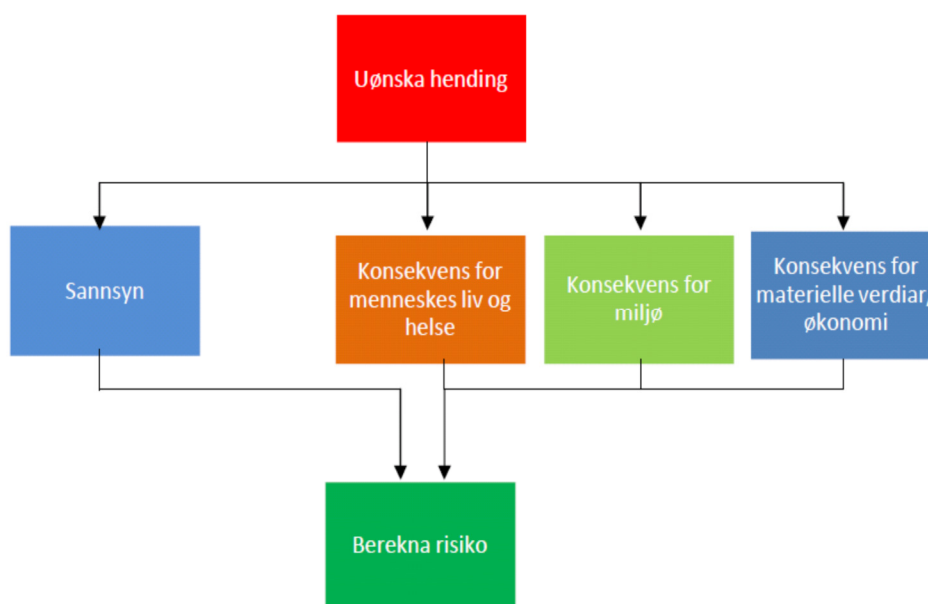 Uønska hending
Sannsyn
Konsekvens for
menneskes liv og
helse
Konsekvens for
miljø
Konsekvens for
materielle verdiar,
økonomi
Berekna risiko